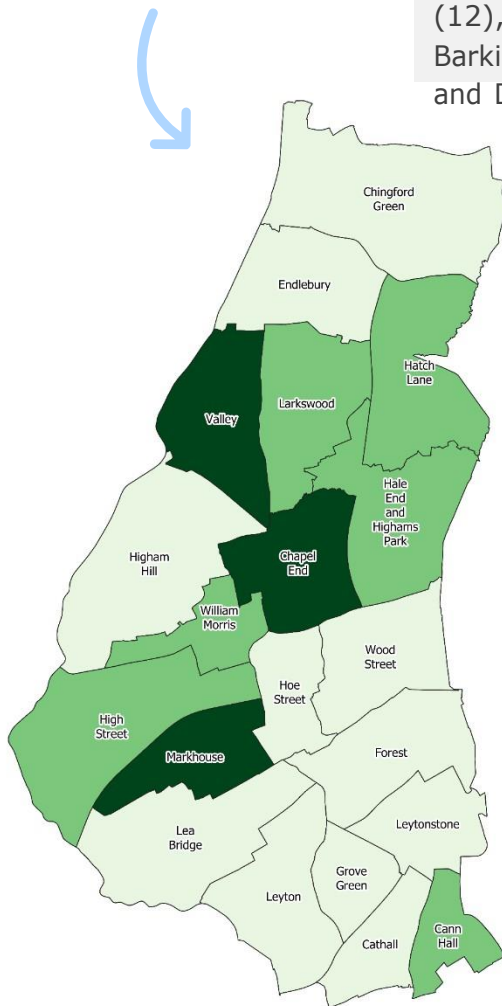 (12),
Barki
and D
Chingford
Green
Endlebury
Hatch
Lane
Larkswood
Valley
Hale
End
and
Highams
Park
Higham
Hill
Chapel
End
William
Morris
Wood
Street
Hoe
Street
High
Street
Forest
Markhouse
Leytonstone
Lea
Bridge
Grove
Green
Leyton
Cann
Hall
Cathall